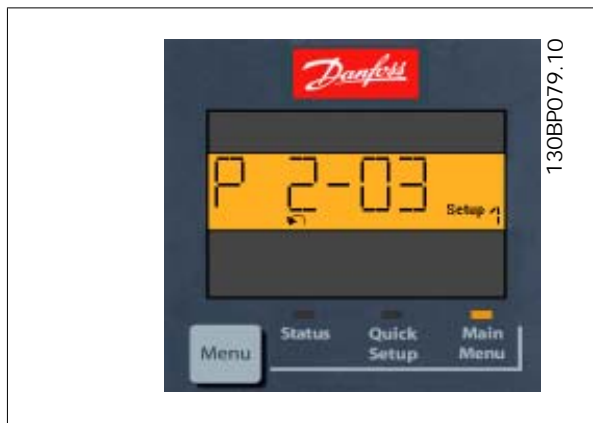 Danfoss
130BP079.10
P 2-03
Setup 1
Menu
Status
Quick Setup
Main Menu